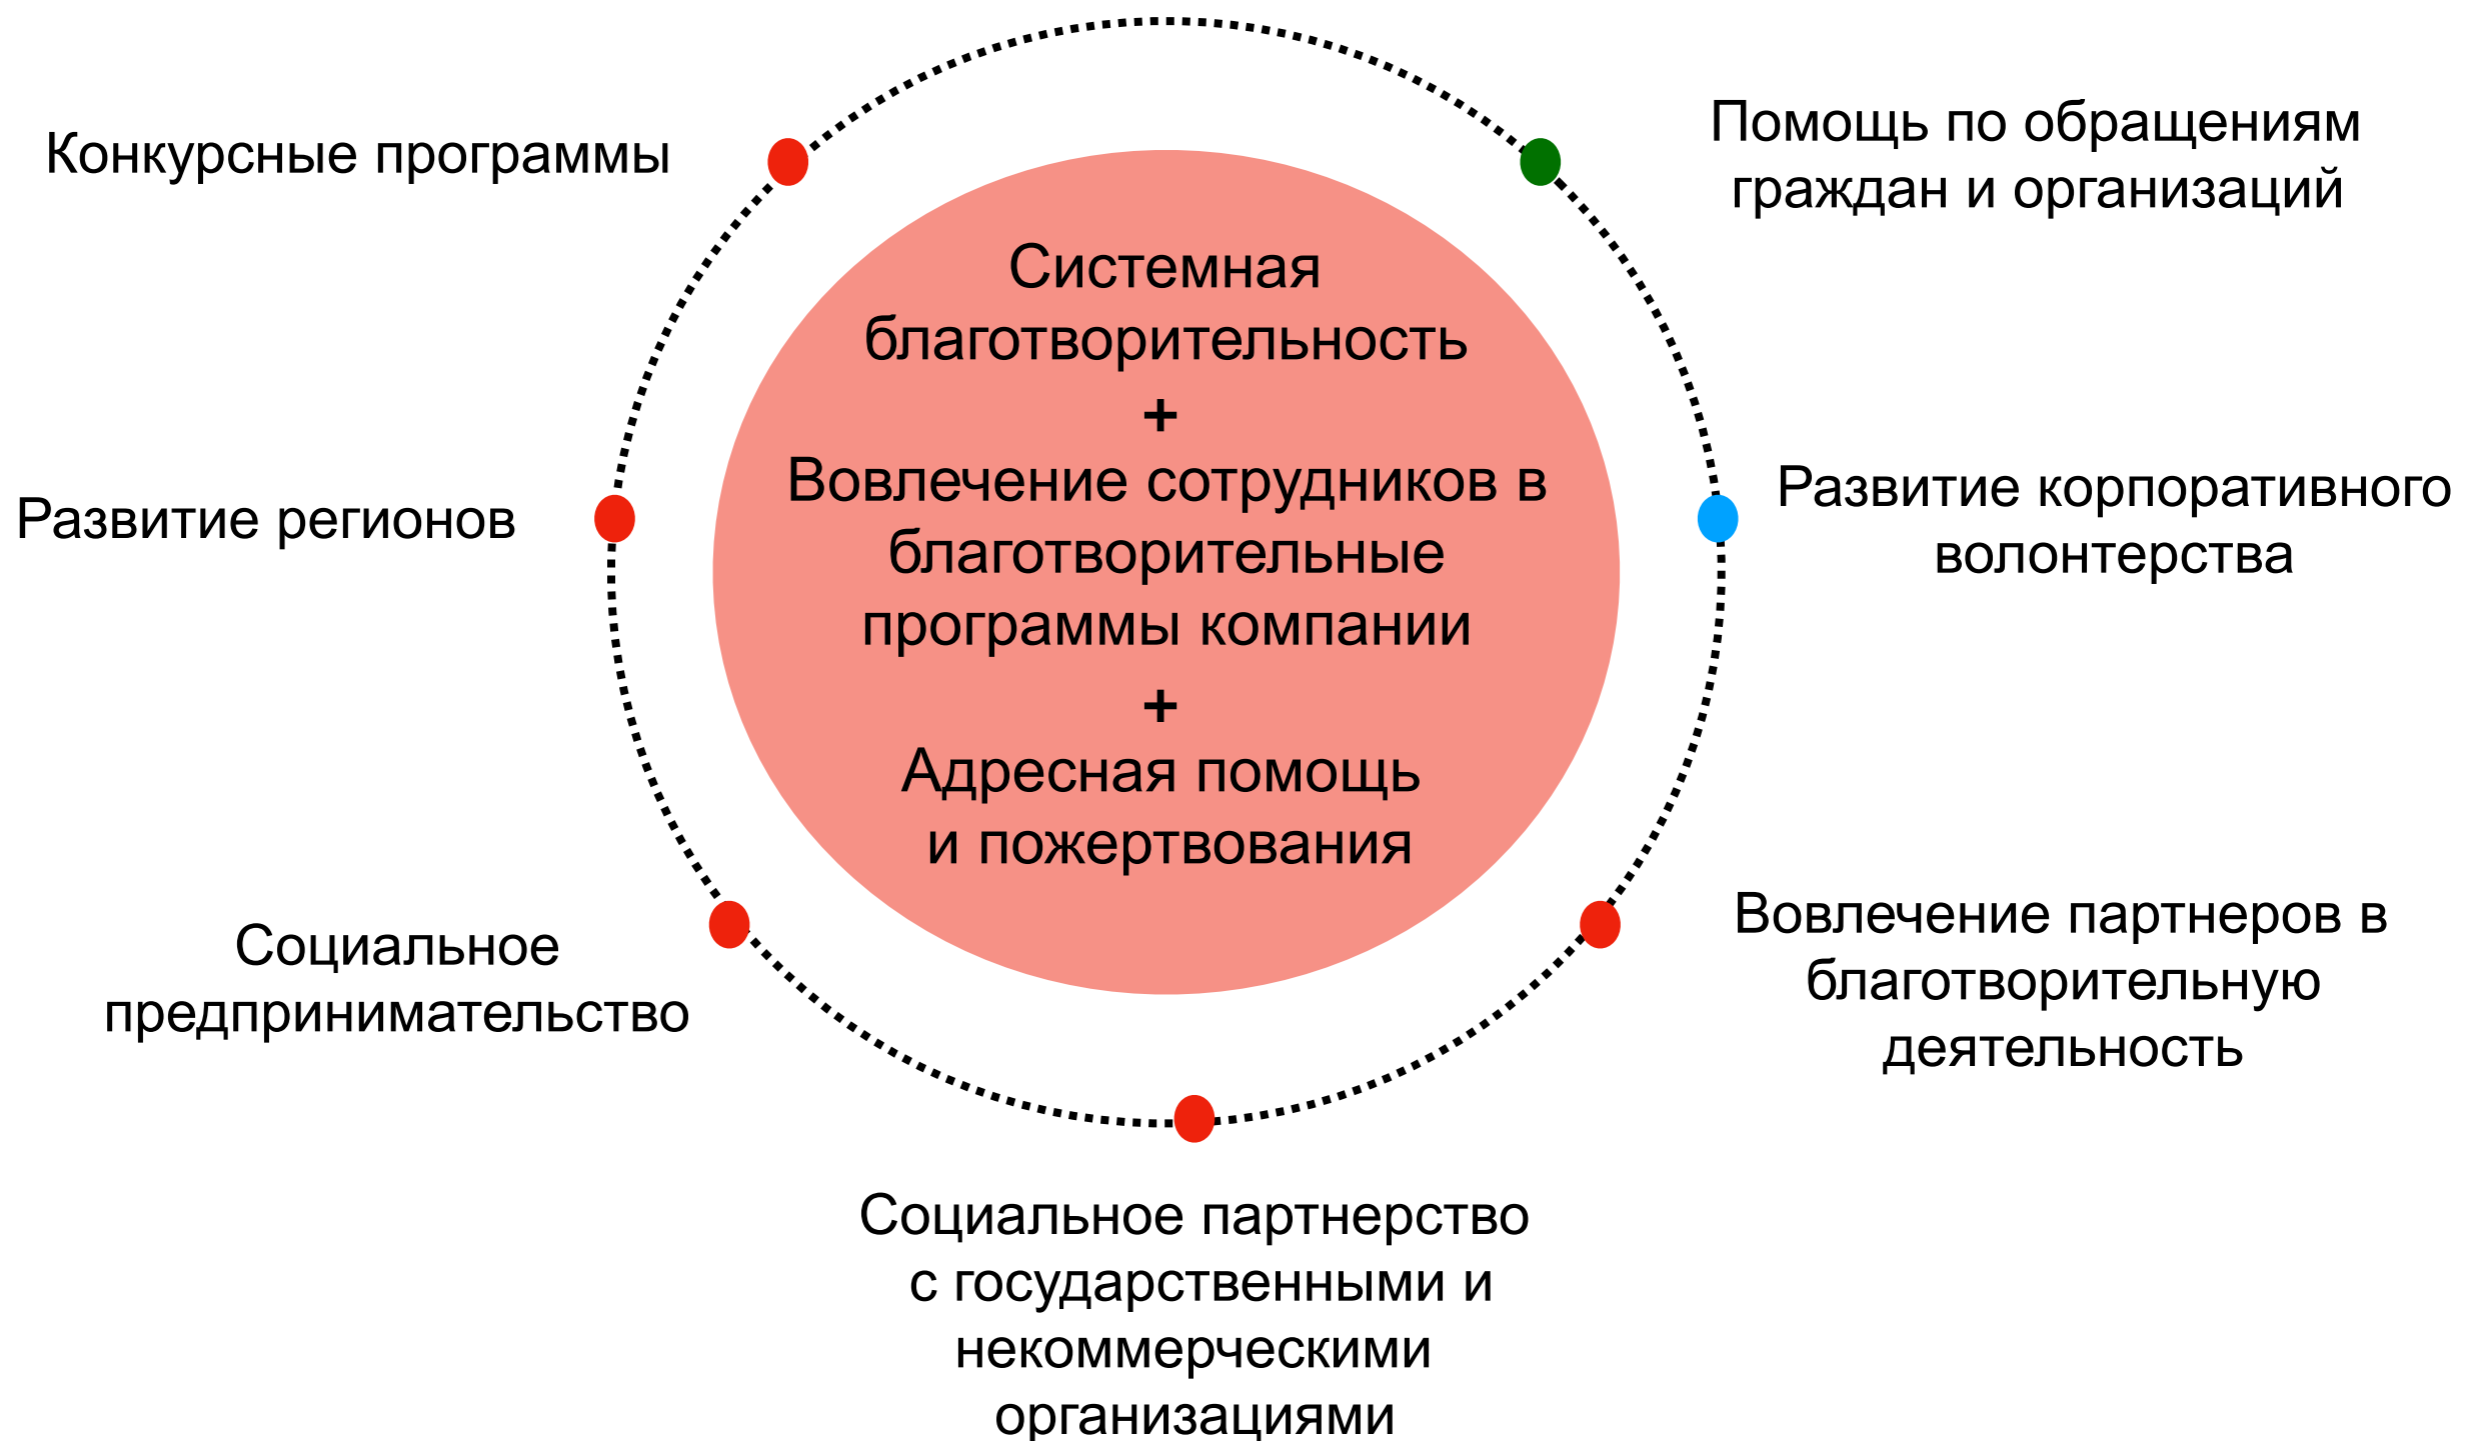 Конкурсные программы
Помощь по обращениям
граждан и организаций
Системная
благотворительность
+
Вовлечение сотрудников в
благотворительные
программы компании
+
Адресная помощь
и пожертвования
Развитие регионов
Развитие корпоративного
волонтерства
Социальное
предпринимательство
Вовлечение партнеров в
благотворительную
деятельность
Социальное партнерство
с государственными и
некоммерческими
организациями